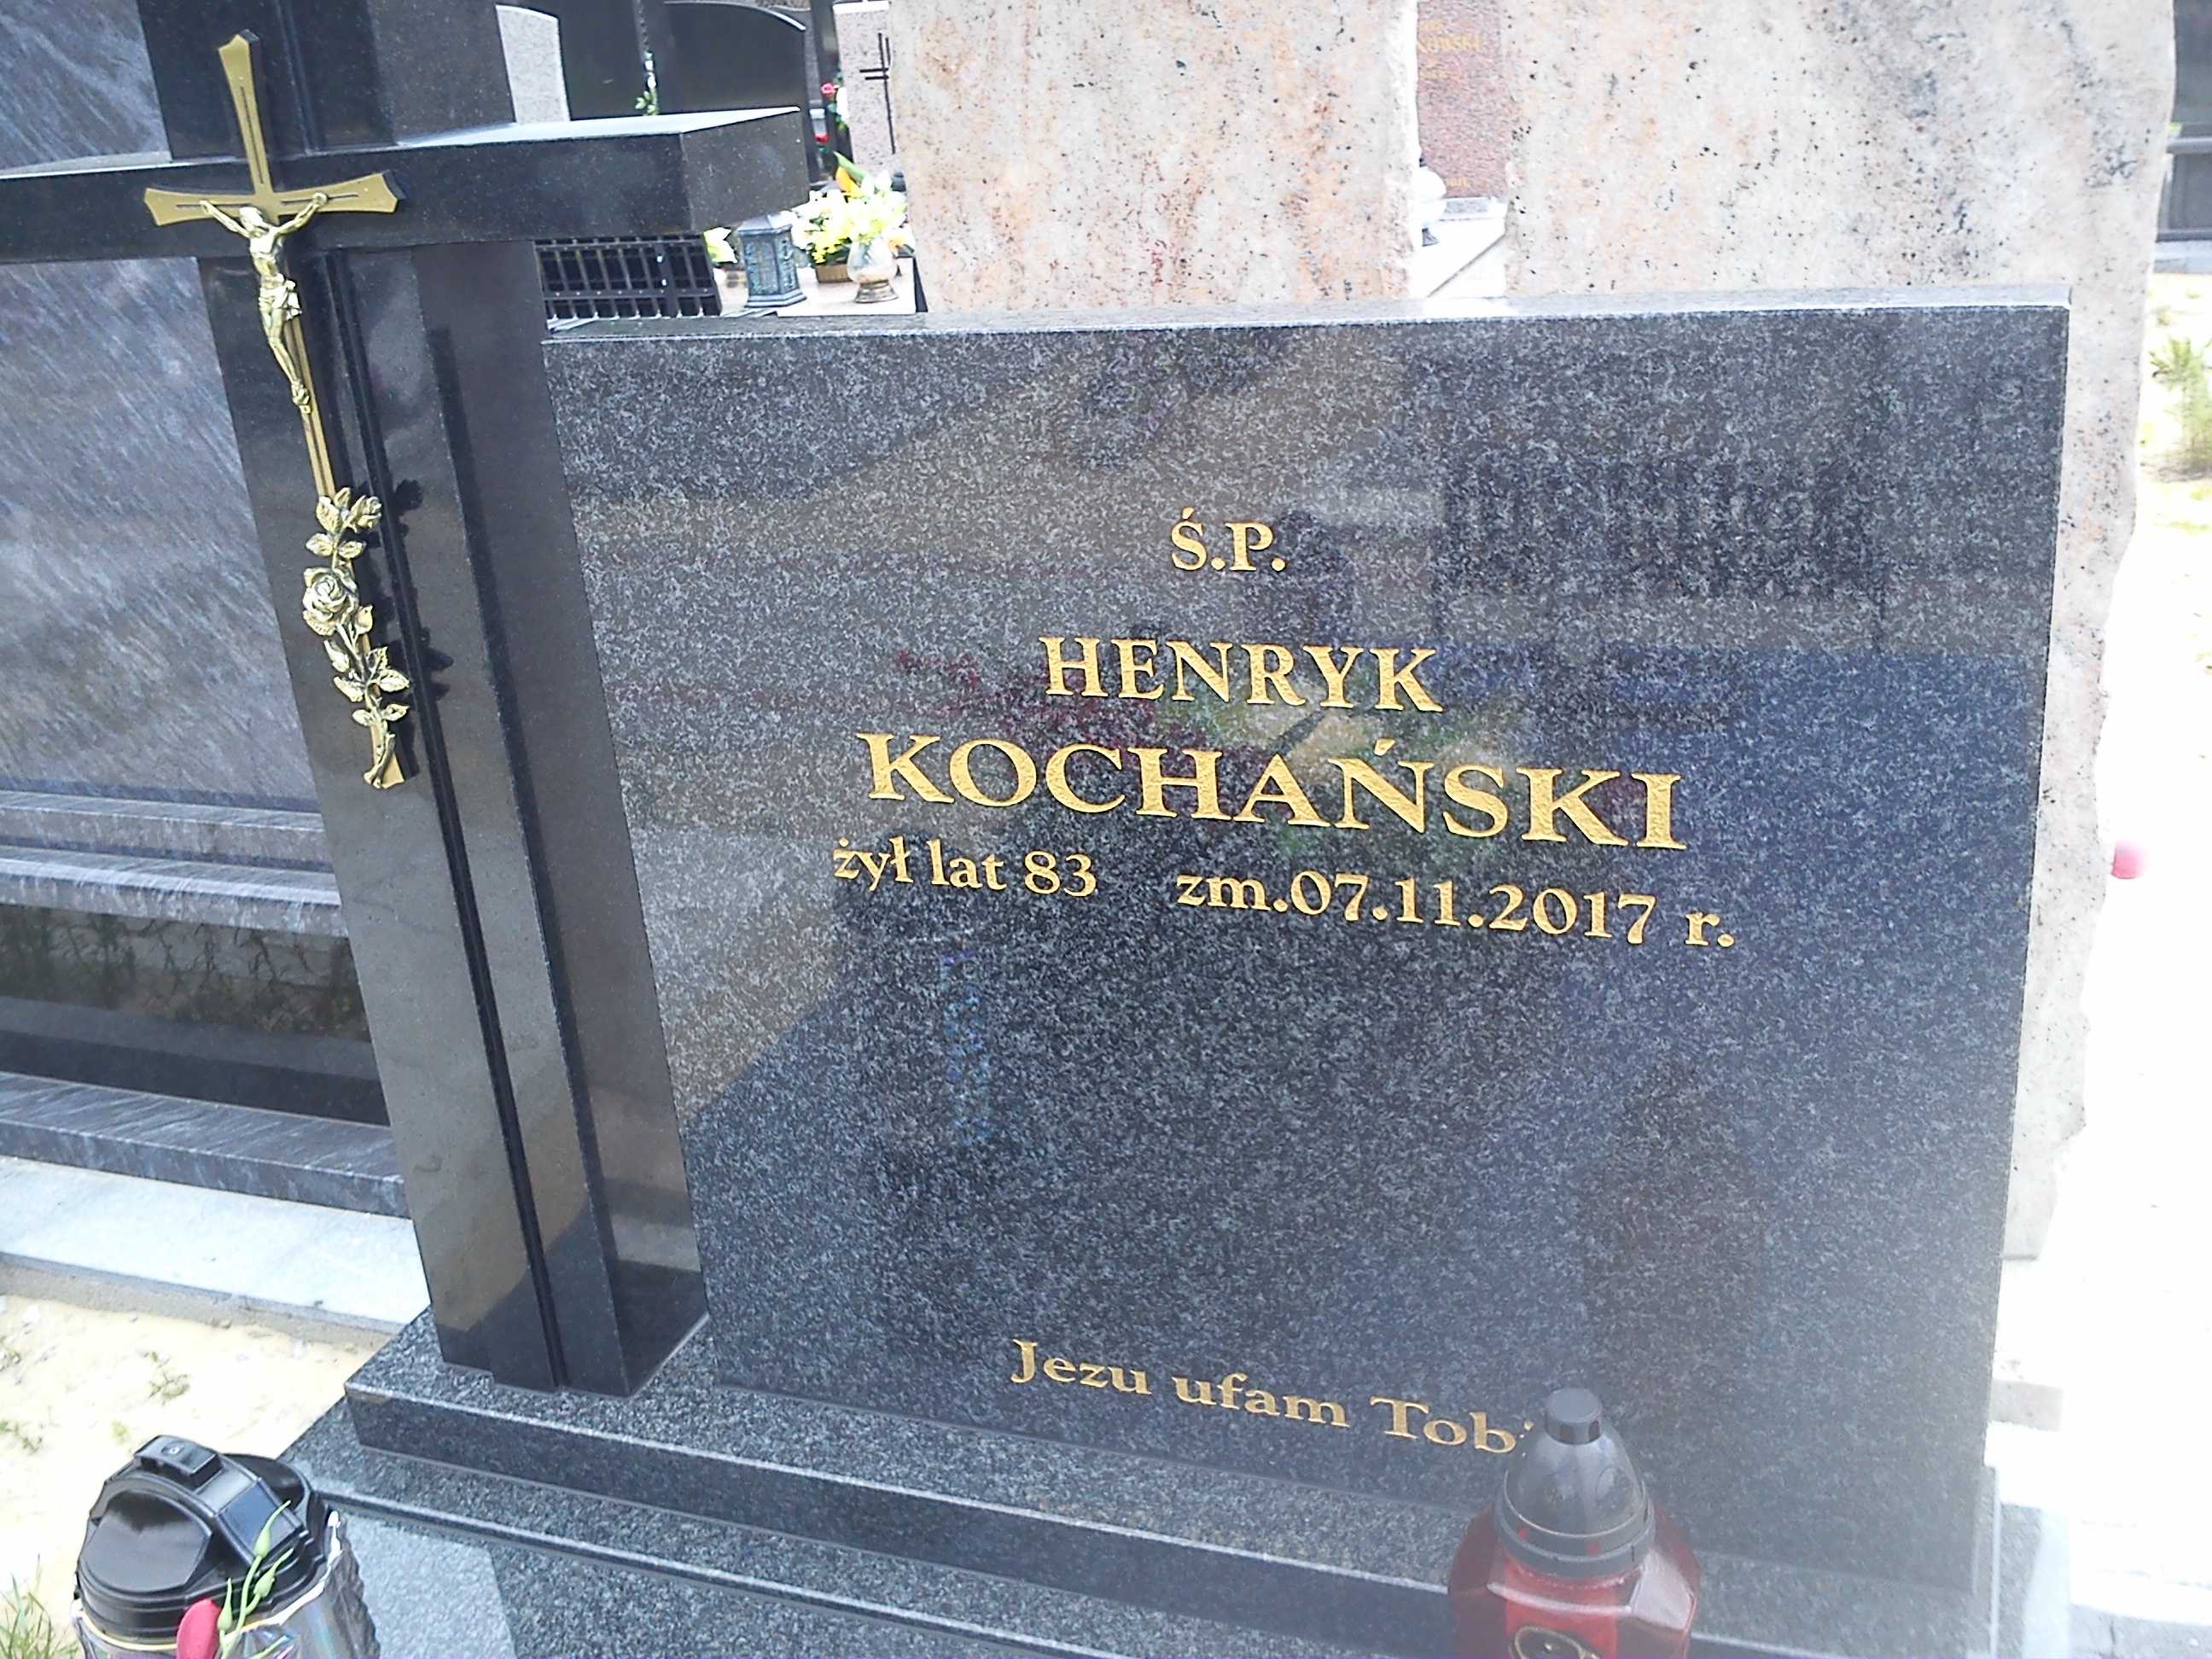 Ś.P.
HENRYK
KOCHAŃSKI
żył lat 83 zm.07.11.2017 r.
Jezu ufam